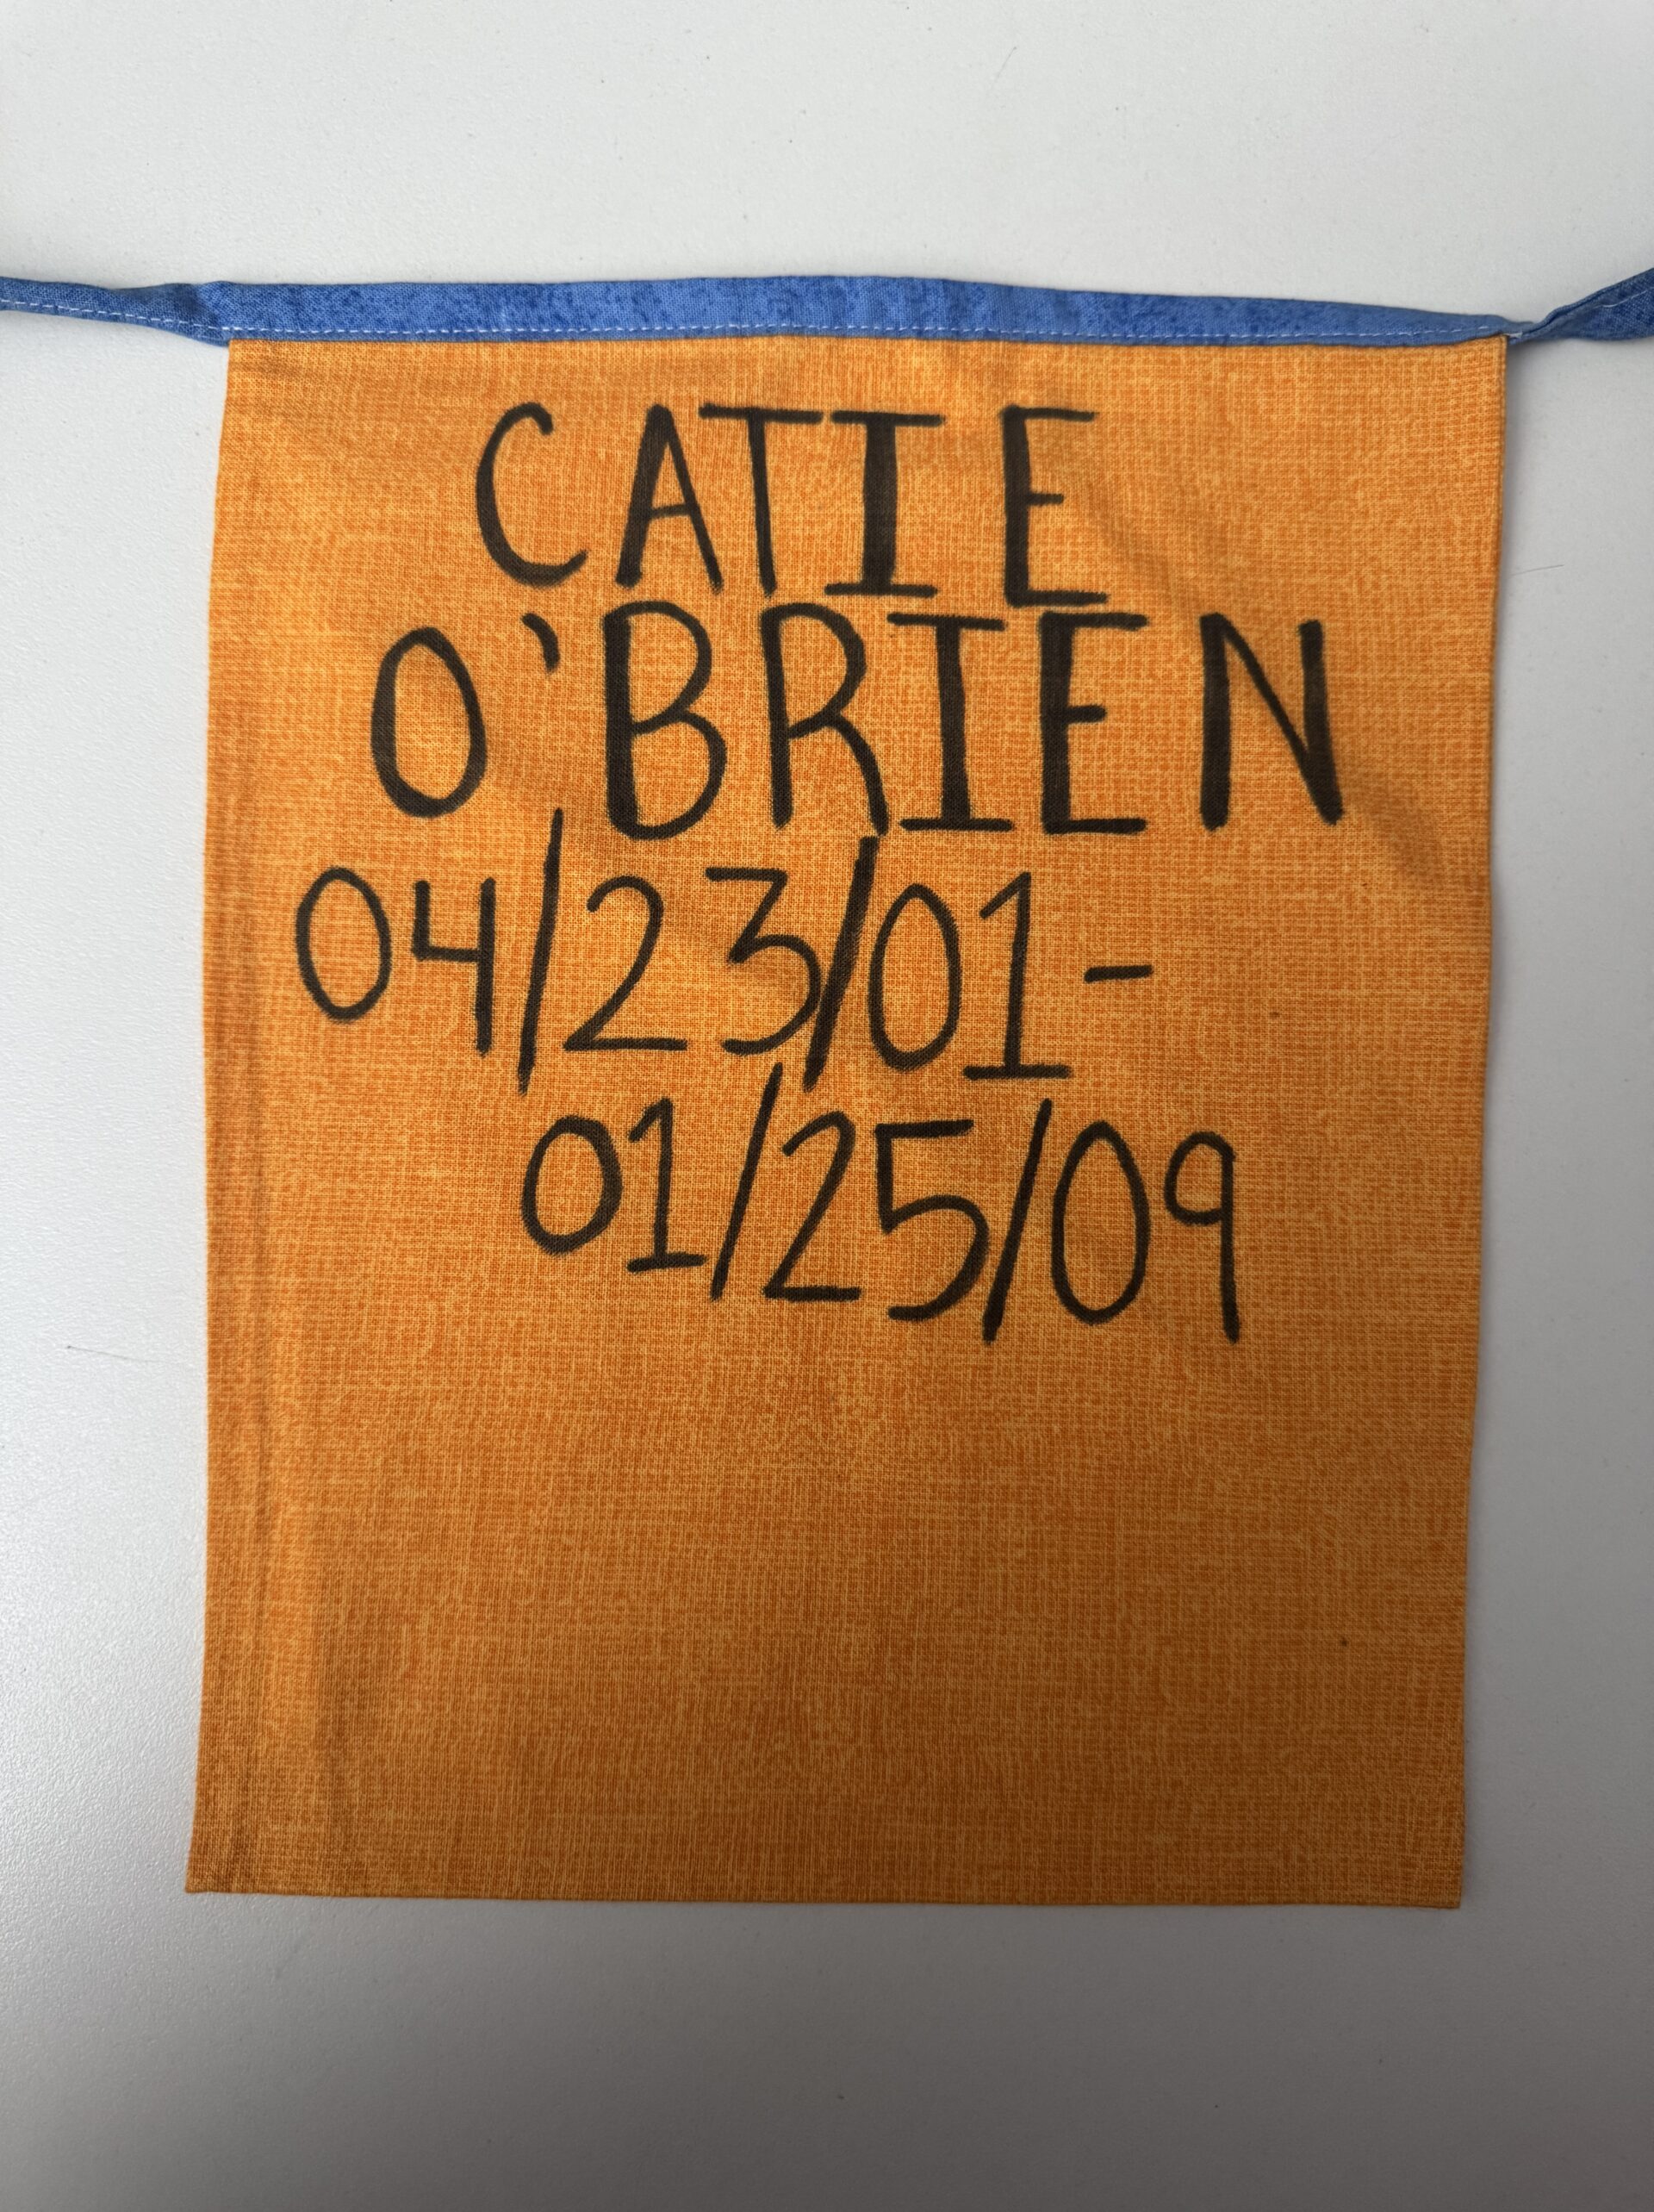 CATIE
O'BRIEN
04/23/01-
01/25/09